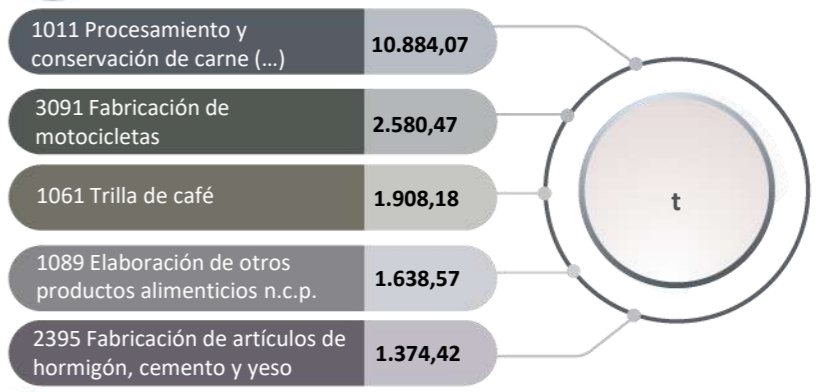 1011 Procesamiento y
conservación de carne (...)
10.884,07
3091 Fabricación de
motocicletas
2.580,47
1061 Trilla de café
1.908,18
t
1089 Elaboración de otros
productos alimenticios n.c.p.
1.638,57
2395 Fabricación de artículos de
hormigón, cemento y yeso
1.374,42